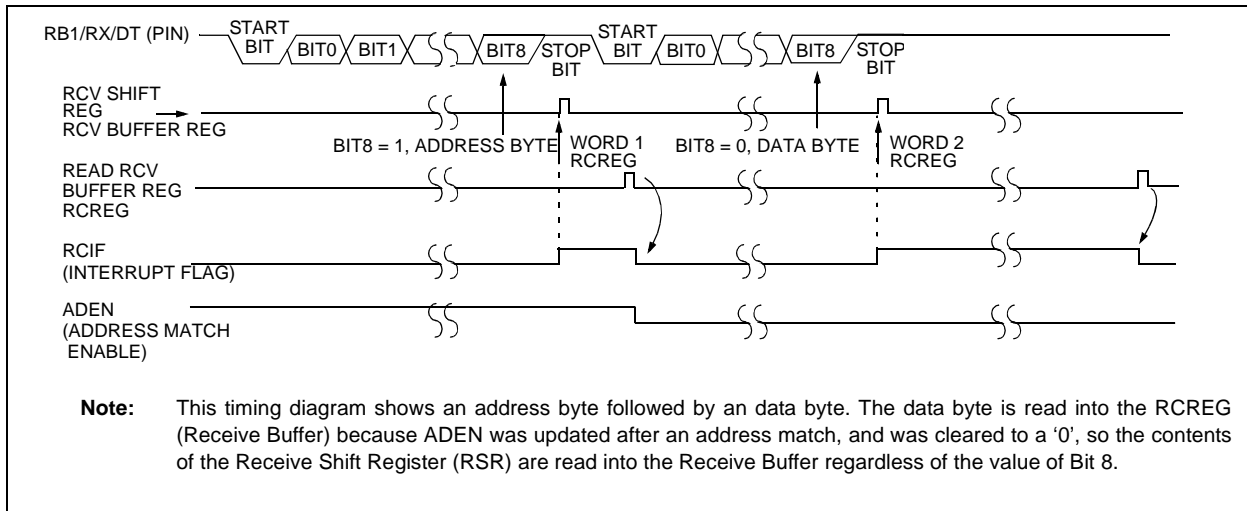 RB1/RX/DT (PIN)
START
BIT
BIT0
BIT1
BIT8
STOP
BIT
START
BIT
BIT0
BIT8
STOP
BIT
RCV SHIFT
REG
RCV BUFFER REG
BIT8 = 1, ADDRESS BYTE
WORD 1
RCREG
BIT8 = 0, DATA BYTE
WORD 2
RCREG
READ RCV
BUFFER REG
RCREG
RCIF
(INTERRUPT FLAG)
ADEN
(ADDRESS MATCH
ENABLE)
Note: This timing diagram shows an address byte followed by an data byte. The data byte is read into the RCREG
(Receive Buffer) because ADEN was updated after an address match, and was cleared to a ‘0’, so the contents
of the Receive Shift Register (RSR) are read into the Receive Buffer regardless of the value of Bit 8.